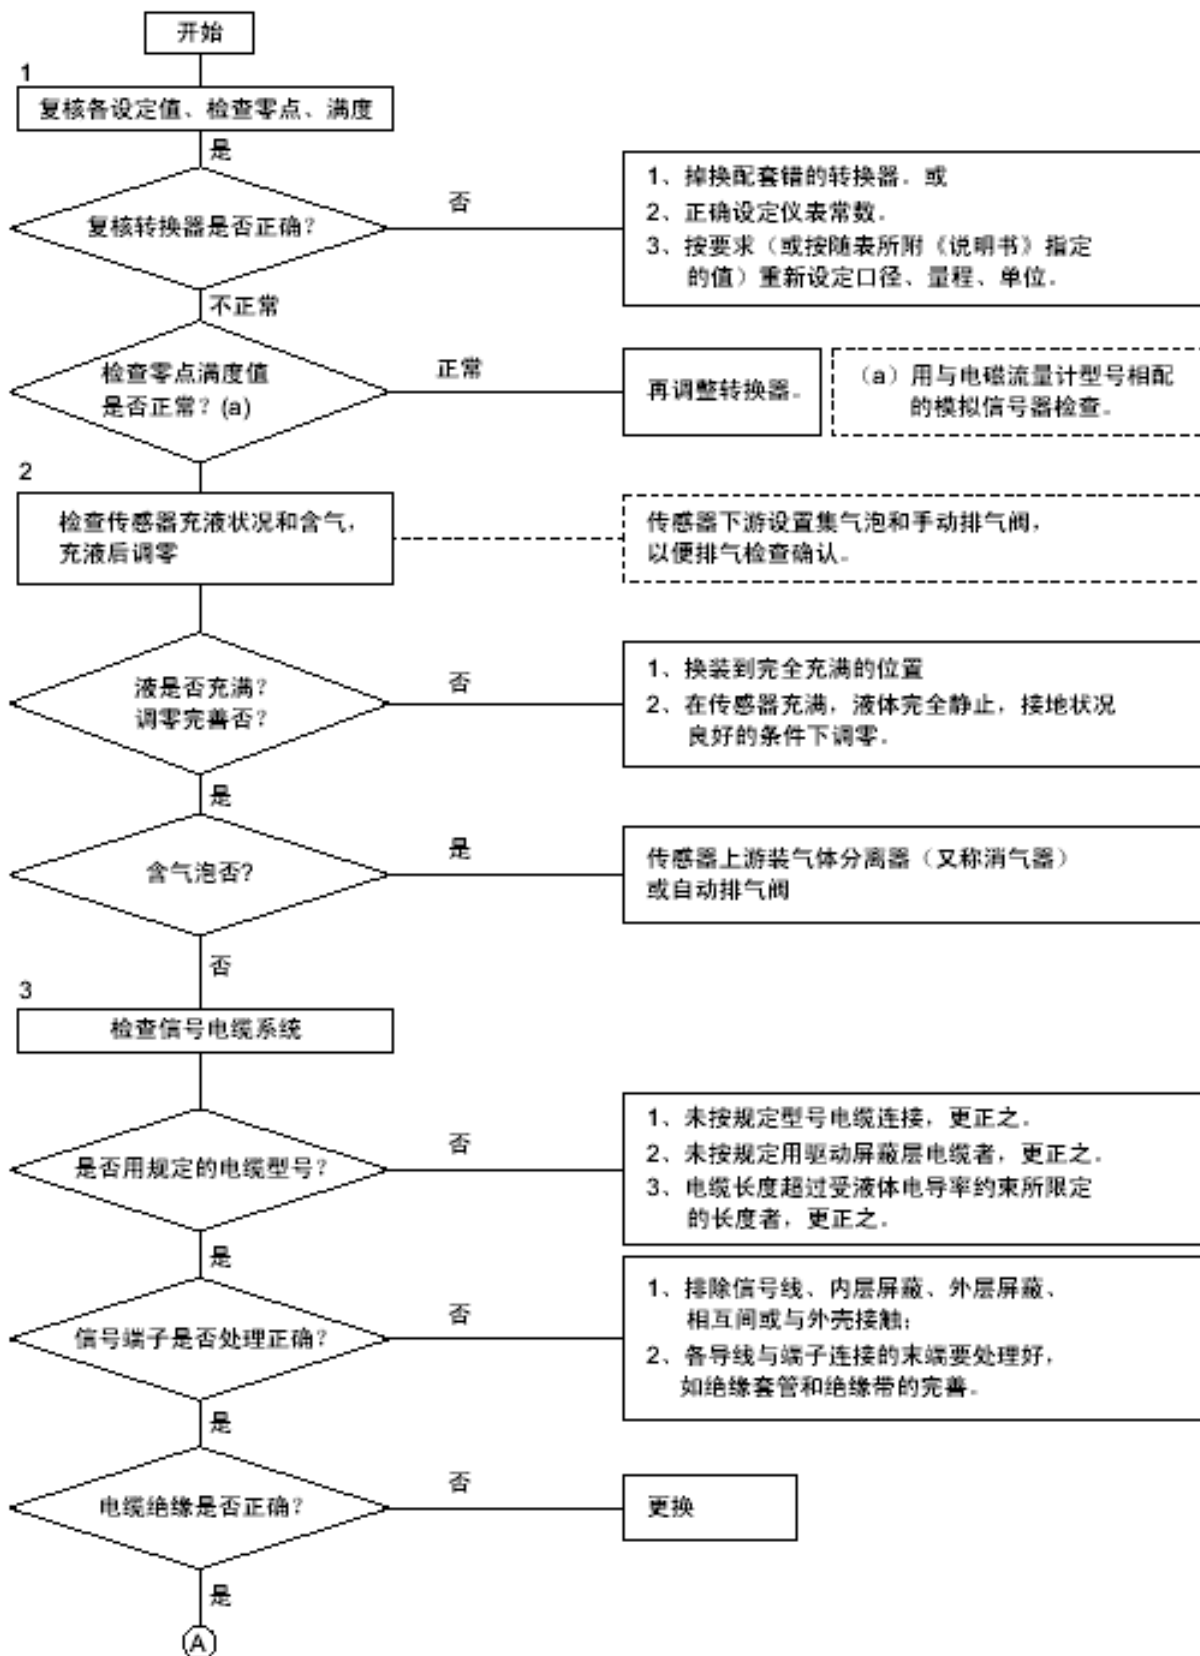 开始
1
复核各设定值、检查零点、满度
是
复核转换器是否正确？
否
1、掉换配套错的转换器．或
2、正确设定仪表常数．
3、按要求（或按随表所附《说明书》指定
的值）重新设定口径、量程、单位．
不正常
检查零点满度值
是否正常？(a)
正常
再调整转换器．
（a）用与电磁流量计型号相配
的模拟信号器检查．
2
检查传感器充液状况和含气，
充液后调零
传感器下游设置集气泡和手动排气阀，
以便排气检查确认．
液是否充满？
调零完善否？
否
1、换装到完全充满的位置
2、在传感器充满，液体完全静止，接地状况
良好的条件下调零．
是
含气泡否？
是
传感器上游装气体分离器（又称消气器）
或自动排气阀
否
3
检查信号电缆系统
是否用规定的电缆型号？
否
1、未按规定型号电缆连接，更正之．
2、未按规定用驱动屏蔽层电缆者，更正之．
3、电缆长度超过受液体电导率约束所限定
的长度者，更正之．
是
信号端子是否处理正确？
否
1、排除信号线、内层屏蔽、外层屏蔽、
相互间或与外壳接触；
2、各导线与端子连接的末端要处理好，
如绝缘套管和绝缘带的完善．
是
电缆绝缘是否正确？
否
更换
是
A